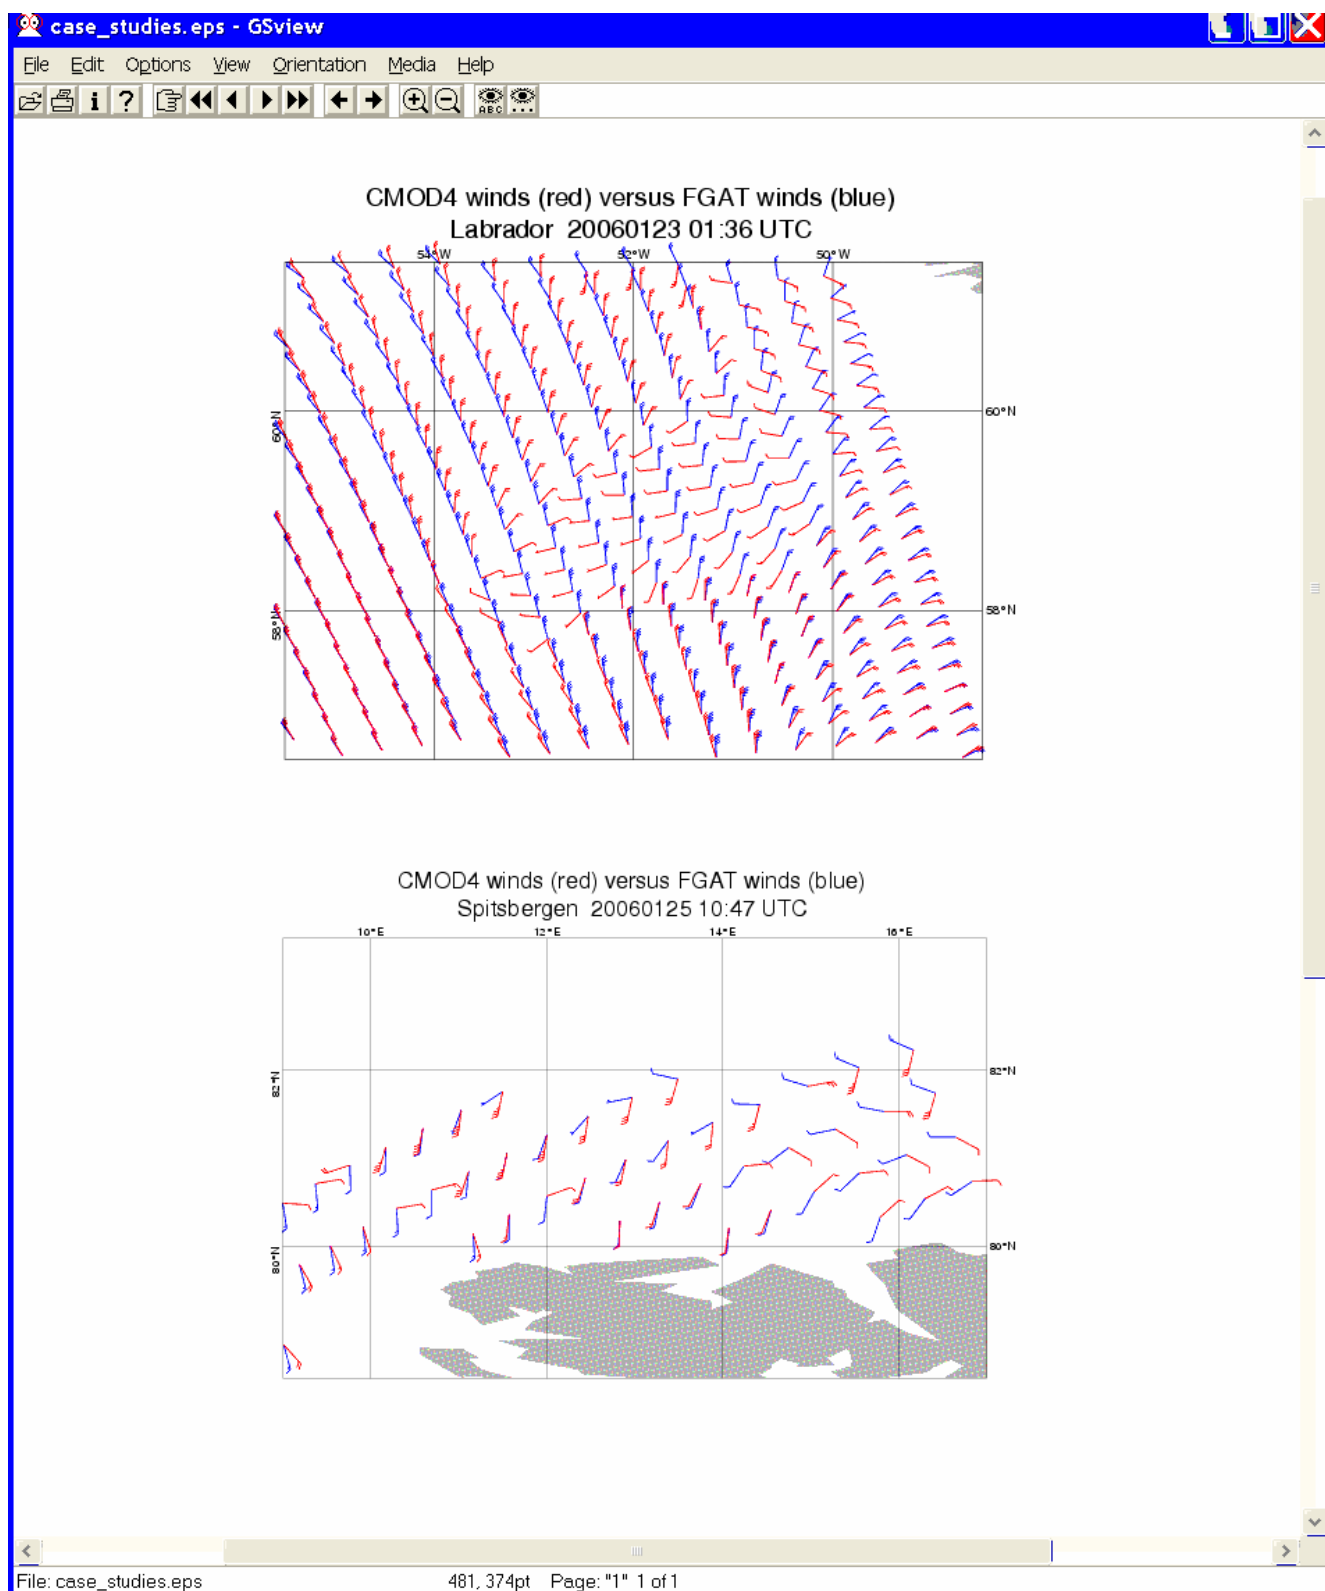 case_studies.eps - GSview
File Edit Options View Orientation Media Help
ABC
CMOD4 winds (red) versus FGAT winds (blue)
Labrador 20060123 01:36 UTC
54°W 52°W 50°W
60°N 60°N
58°N 58°N
CMOD4 winds (red) versus FGAT winds (blue)
Spitsbergen 20060125 10:47 UTC
10°E 12°E 14°E 16°E
82°N 82°N
80°N 80°N
File: case_studies.eps 481, 374pt Page: "1" 1 of 1